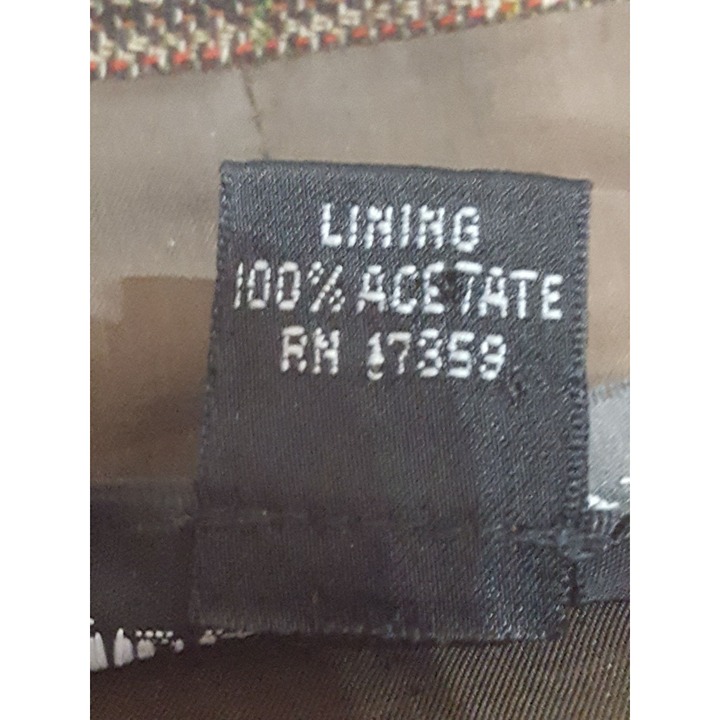 LINING
100% ACETATE
RN 17359